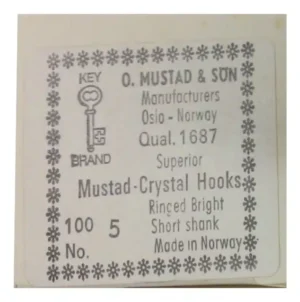 KEY
BRAND
O. MUSTAD & SÖN
Manufacturers
Oslo - Norway
Qual. 1687
Superior
Mustad-Crystal Hooks
Ringed Bright
100 5 Short shank
No. Made in Norway